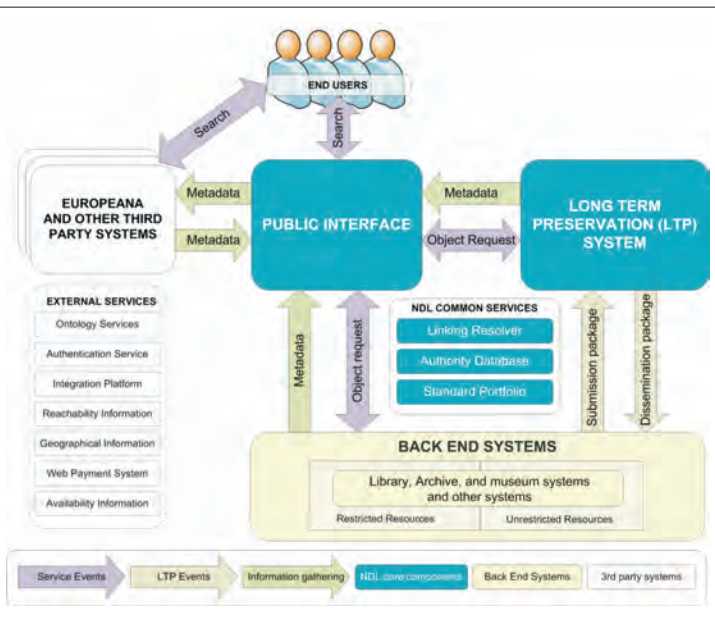 END USERS
Search
Search
EUROPEANA
AND OTHER THIRD
PARTY SYSTEMS
Metadata
Metadata
PUBLIC INTERFACE
Metadata
Object Request
LONG TERM
PRESERVATION (LTP)
SYSTEM
EXTERNAL SERVICES
Ontology Services
Authentication Service
Integration Platform
Reachability Information
Geographical Information
Web Payment System
Availability Information
Metadata
Object request
NDL COMMON SERVICES
Linking Resolver
Authority Database
Standard Portfolio
Submission package
Dissemination package
BACK END SYSTEMS
Library, Archive, and museum systems
and other systems
Restricted Resources
Unrestricted Resources
Service Events
LTP Events
Information gathering
NDL core components
Back End Systems
3rd party systems